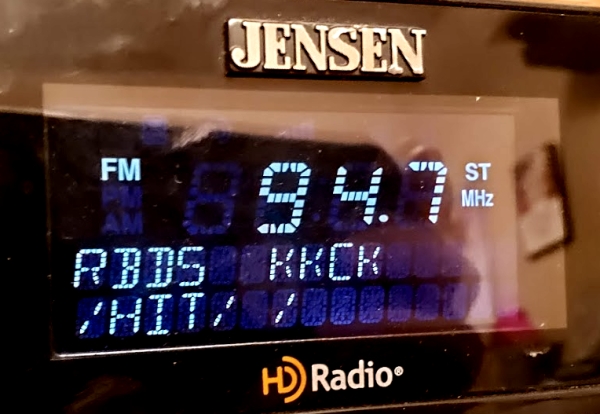 JENSEN
FM 94.7 ST
MHz
RBDS KKCK
/HIT/ /
HD Radio®